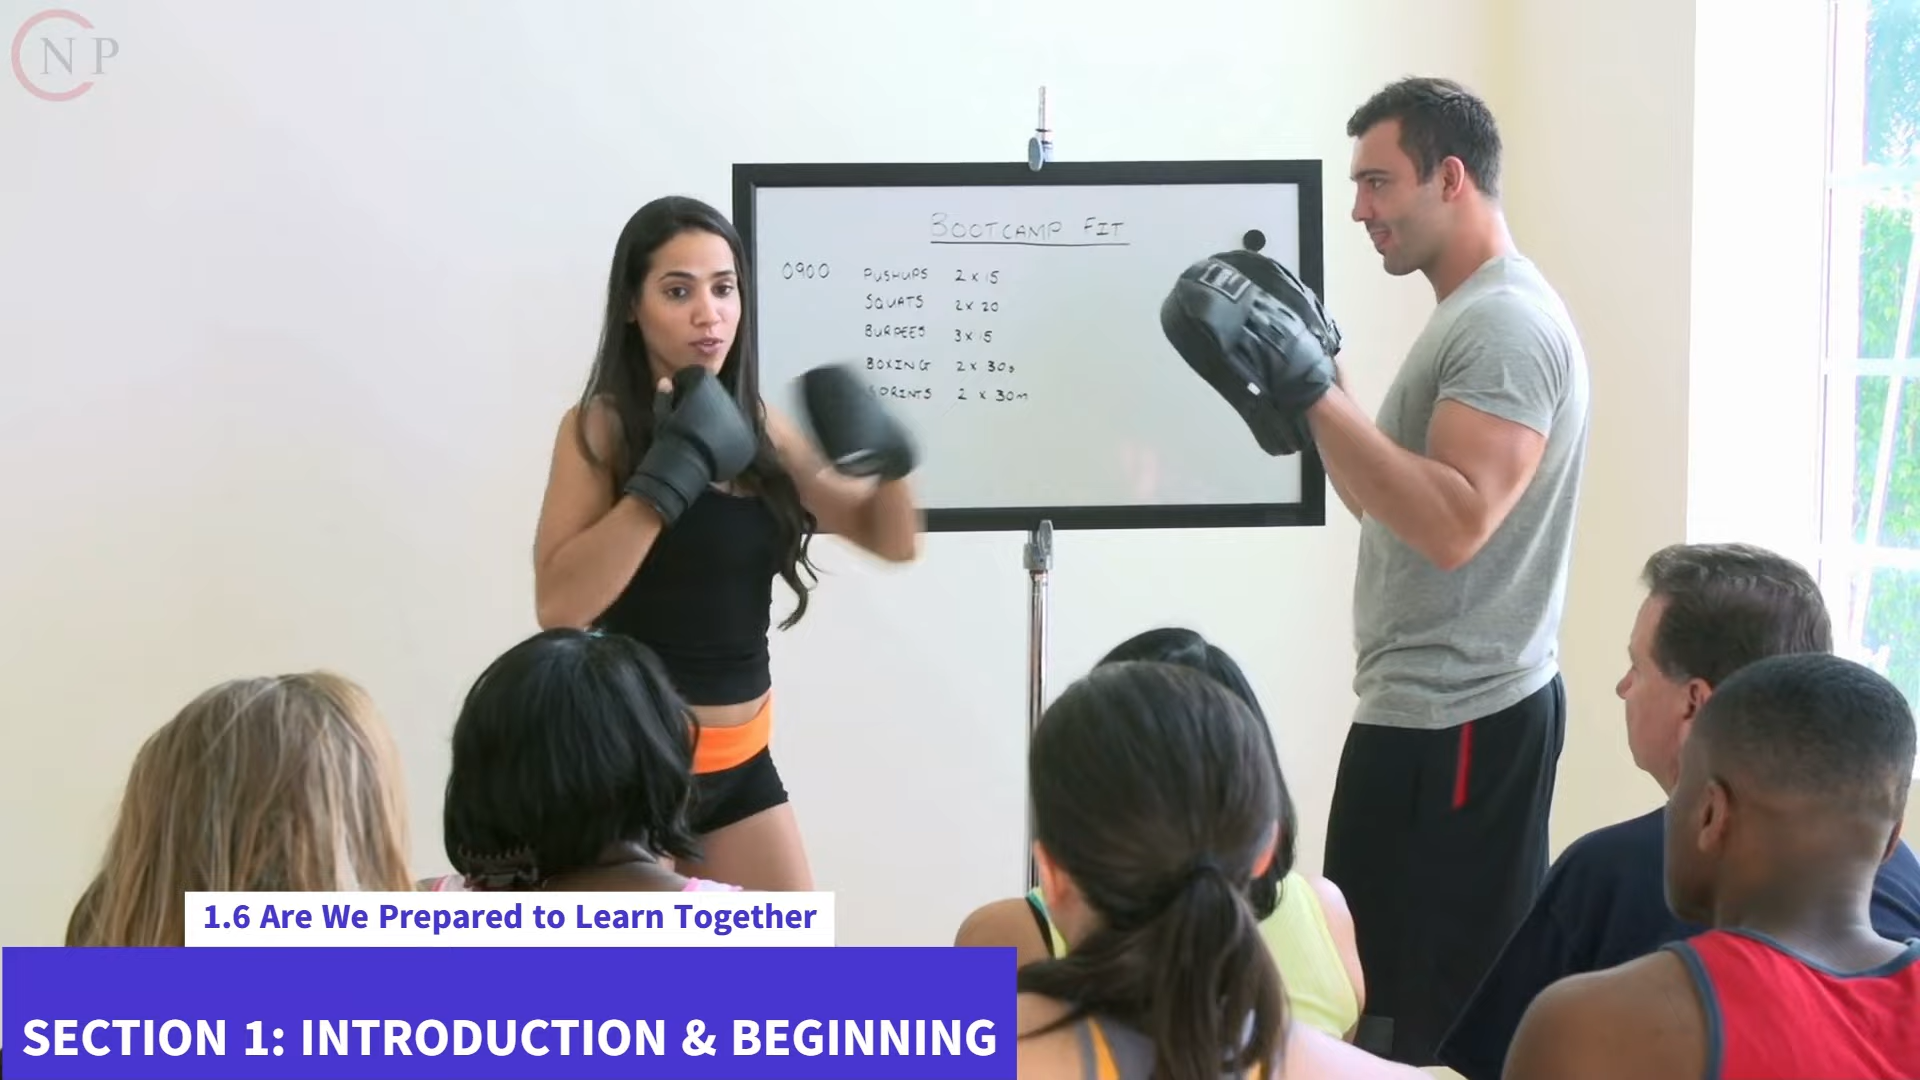 CNP
BOOTCAMP FIT
0900 PUSHUPS 2 x 15
SQUATS 2 x 20
BURPEES 3 x 15
BOXING 2 x 30s
SPRINTS 2 x 30m
1.6 Are We Prepared to Learn Together
SECTION 1: INTRODUCTION & BEGINNING